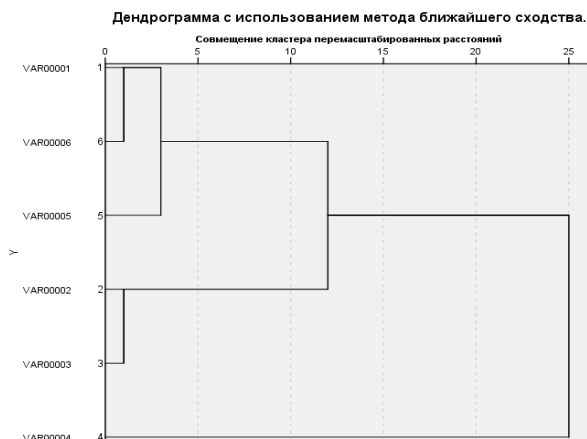 Дендрограмма с использованием метода ближайшего сходства.
Совмещение кластера перемасштабированных расстояний
0 5 10 15 20 25
VAR00001 1
VAR00006 6
VAR00005 5
Y
VAR00002 2
VAR00003 3
VAR00004 4